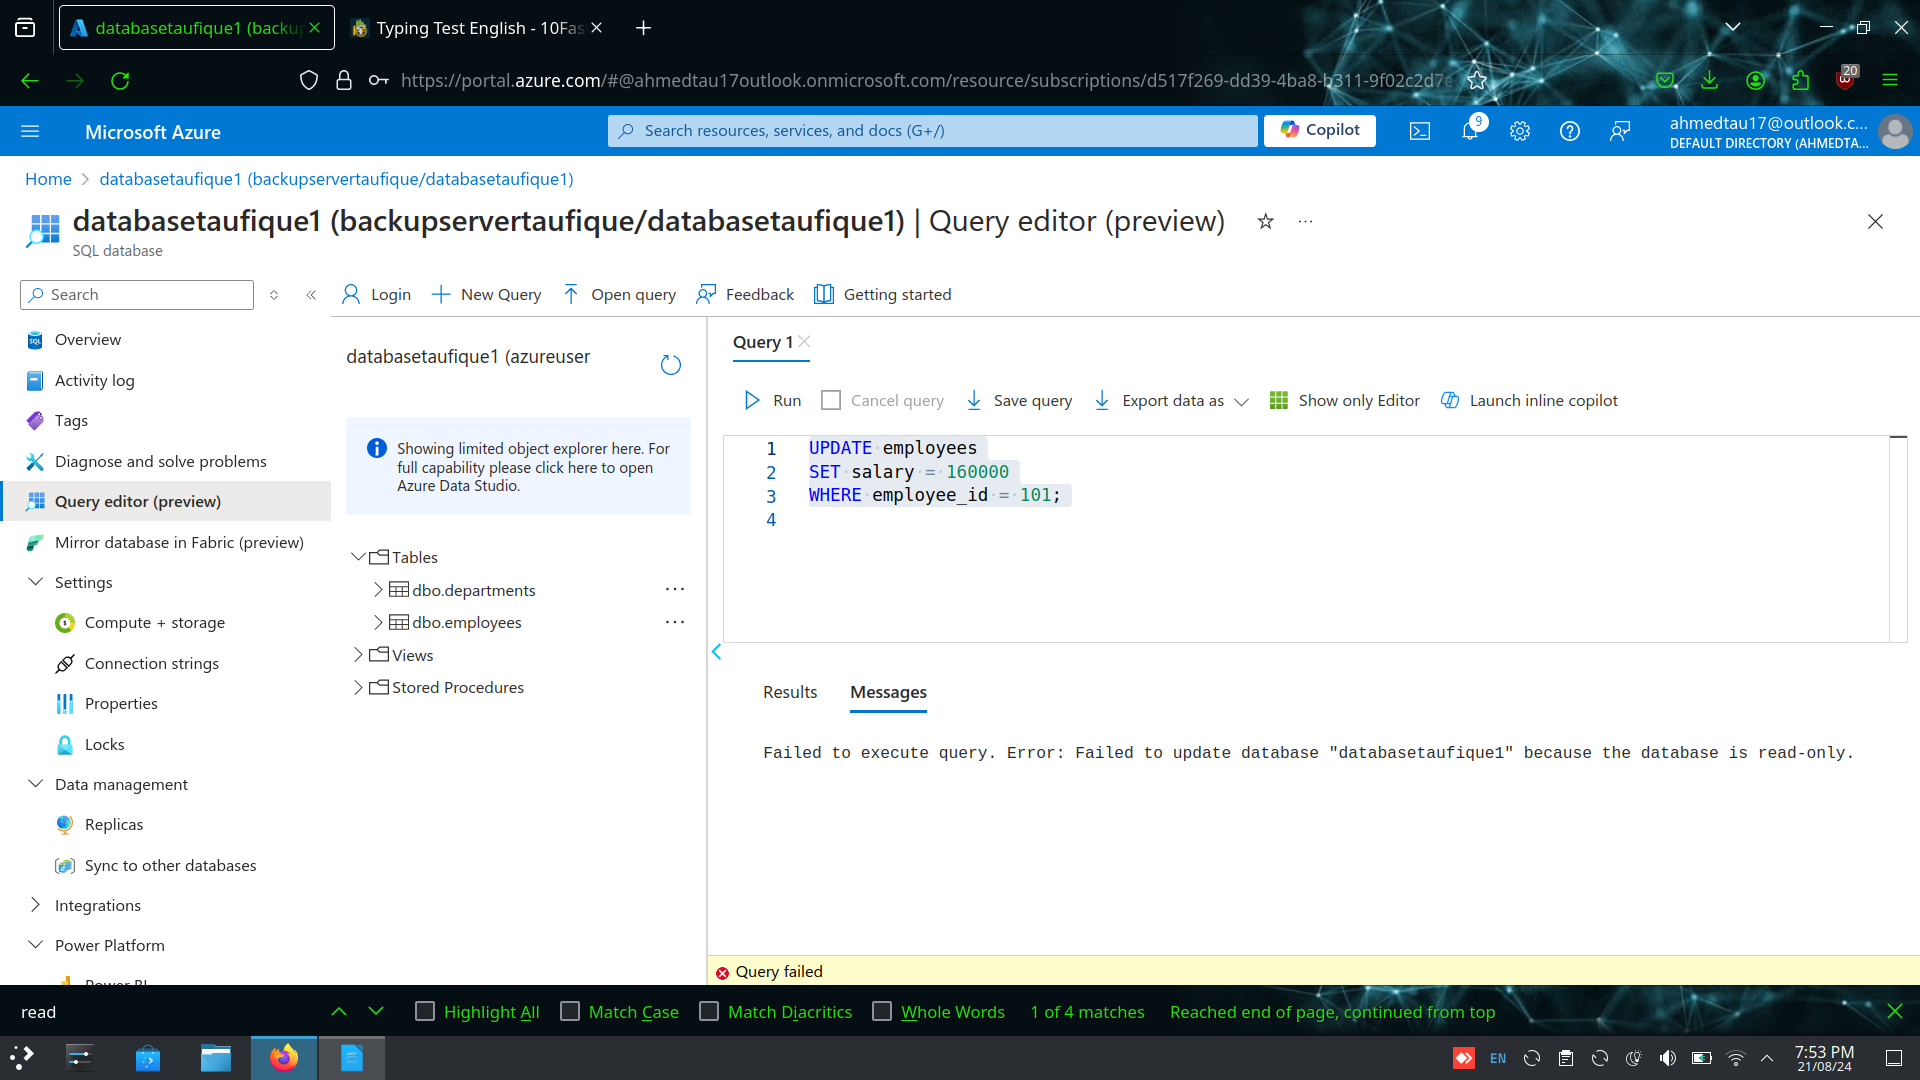 databasetaufique1 (backup
Typing Test English - 10Fas
https://portal.azure.com/#@ahmedtau17outlook.onmicrosoft.com/resource/subscriptions/d517f269-dd39-4ba8-b311-9f02c2d7e
20
Microsoft Azure
Search resources, services, and docs (G+/)
Copilot
9
ahmedtau17@outlook.c...
DEFAULT DIRECTORY (AHMEDTA...
Home
databasetaufique1 (backupservertaufique/databasetaufique1)
databasetaufique1 (backupservertaufique/databasetaufique1) | Query editor (preview)
SQL database
Search
Login
New Query
Open query
Feedback
Getting started
Overview
Activity log
Tags
Diagnose and solve problems
Query editor (preview)
Mirror database in Fabric (preview)
Settings
Compute + storage
Connection strings
Properties
Locks
Data management
Replicas
Sync to other databases
Integrations
Power Platform
Power BI
databasetaufique1 (azureuser
Showing limited object explorer here. For
full capability please click here to open
Azure Data Studio.
Tables
dbo.departments
dbo.employees
Views
Stored Procedures
Query 1
Run
Cancel query
Save query
Export data as
Show only Editor
Launch inline copilot
1 UPDATE employees
2 SET salary = 160000
3 WHERE employee_id = 101;
4
Results
Messages
Failed to execute query. Error: Failed to update database "databasetaufique1" because the database is read-only.
Query failed
read
Highlight All
Match Case
Match Diacritics
Whole Words
1 of 4 matches
Reached end of page, continued from top
EN
7:53 PM
21/08/24